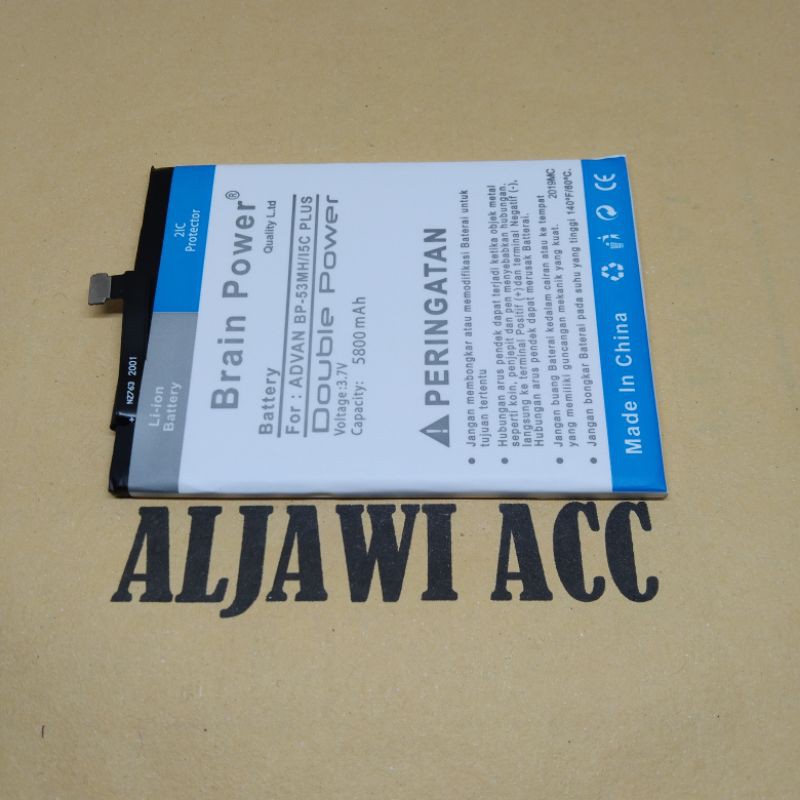 2IC
Protector
Li-ion
Battery
NZ763 2001
Brain Power®
Quality L.td
Battery
For : ADVAN BP-53MH/I5C PLUS
Double Power
Voltage:3.7V
Capacity: 5800mAh
PERINGATAN
• Jangan membongkar atau memodifikasi Baterai untuk
tujuan tertentu
• Hubungan arus pendek dapat terjadi ketika objek metal
seperti koin, penjepit dan pen menyebabkan hubungan.
langsung ke terminal Positif (+) dan terminal Negatif (-).
Hubungan arus pendek dapat merusak Batterai.
2019MC
• Jangan buang Baterai kedalam cairan atau ke tempat
yang memiliki guncangan mekanik yang kuat.
• Jangan bongkar Baterai pada suhu yang tinggi 140°F/60°C.
Made In China
CE
ALJAWI ACC